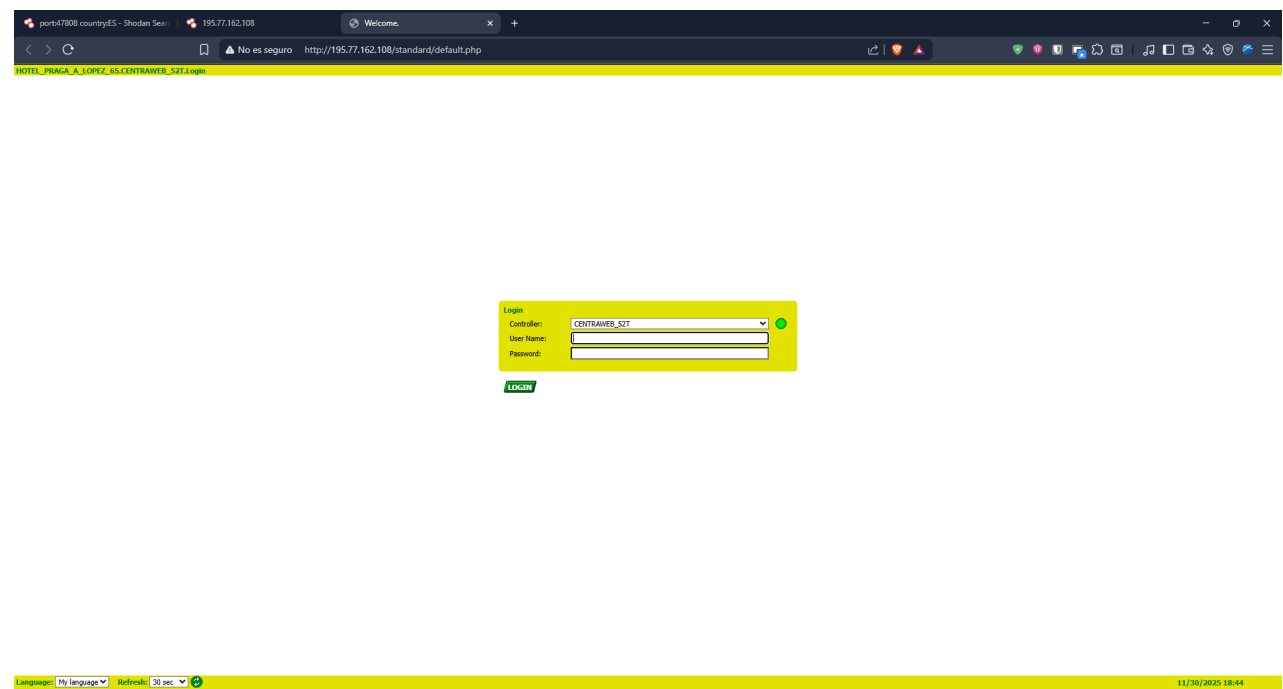 port:47808 country:ES - Shodan Sear
195.77.162.108
Welcome.
No es seguro
http://195.77.162.108/standard/default.php
HOTEL_PRAGA_A_LOPEZ_65.CENTRAWEB_52T.Login
Login
Controller:
CENTRAWEB_52T
User Name:
Password:
LOGIN
Language:
My language
Refresh:
30 sec
11/30/2025 18:44